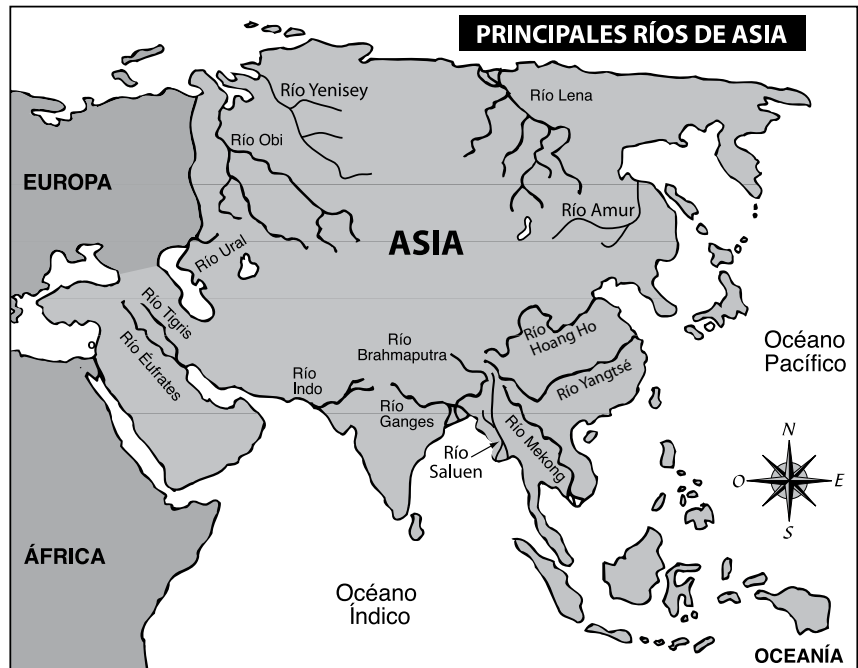 PRINCIPALES RÍOS DE ASIA
Río Yenisey
Río Lena
Río Obi
EUROPA
Río Amur
ASIA
Río Ural
Río Tigris
Río Éufrates
Río
Hoang Ho
Río
Brahmaputra
Océano
Pacífico
Río
Indo
Río Yangtsé
Río
Ganges
Río Mekong
Río
Saluen
N
O
E
S
ÁFRICA
Océano
Índico
OCEANÍA